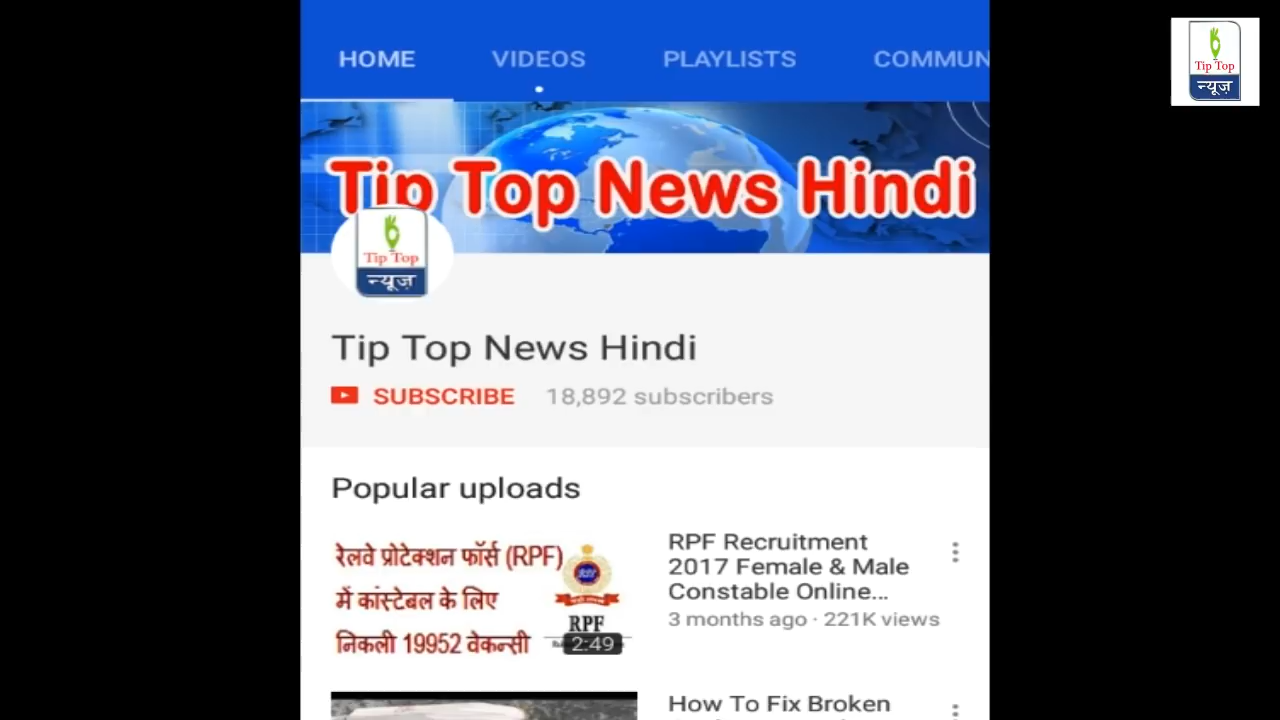 HOME VIDEOS PLAYLISTS COMMUN
Tip Top
न्यूज़
Tip Top News Hindi
Tip Top
न्यूज़
Tip Top News Hindi
SUBSCRIBE 18,892 subscribers
Popular uploads
रेलवे प्रोटेक्शन फॉर्स (RPF)
में कांस्टेबल के लिए
निकली 19952 वेकन्सी
RPF
2:49
RPF Recruitment
2017 Female & Male
Constable Online...
3 months ago · 221K views
How To Fix Broken